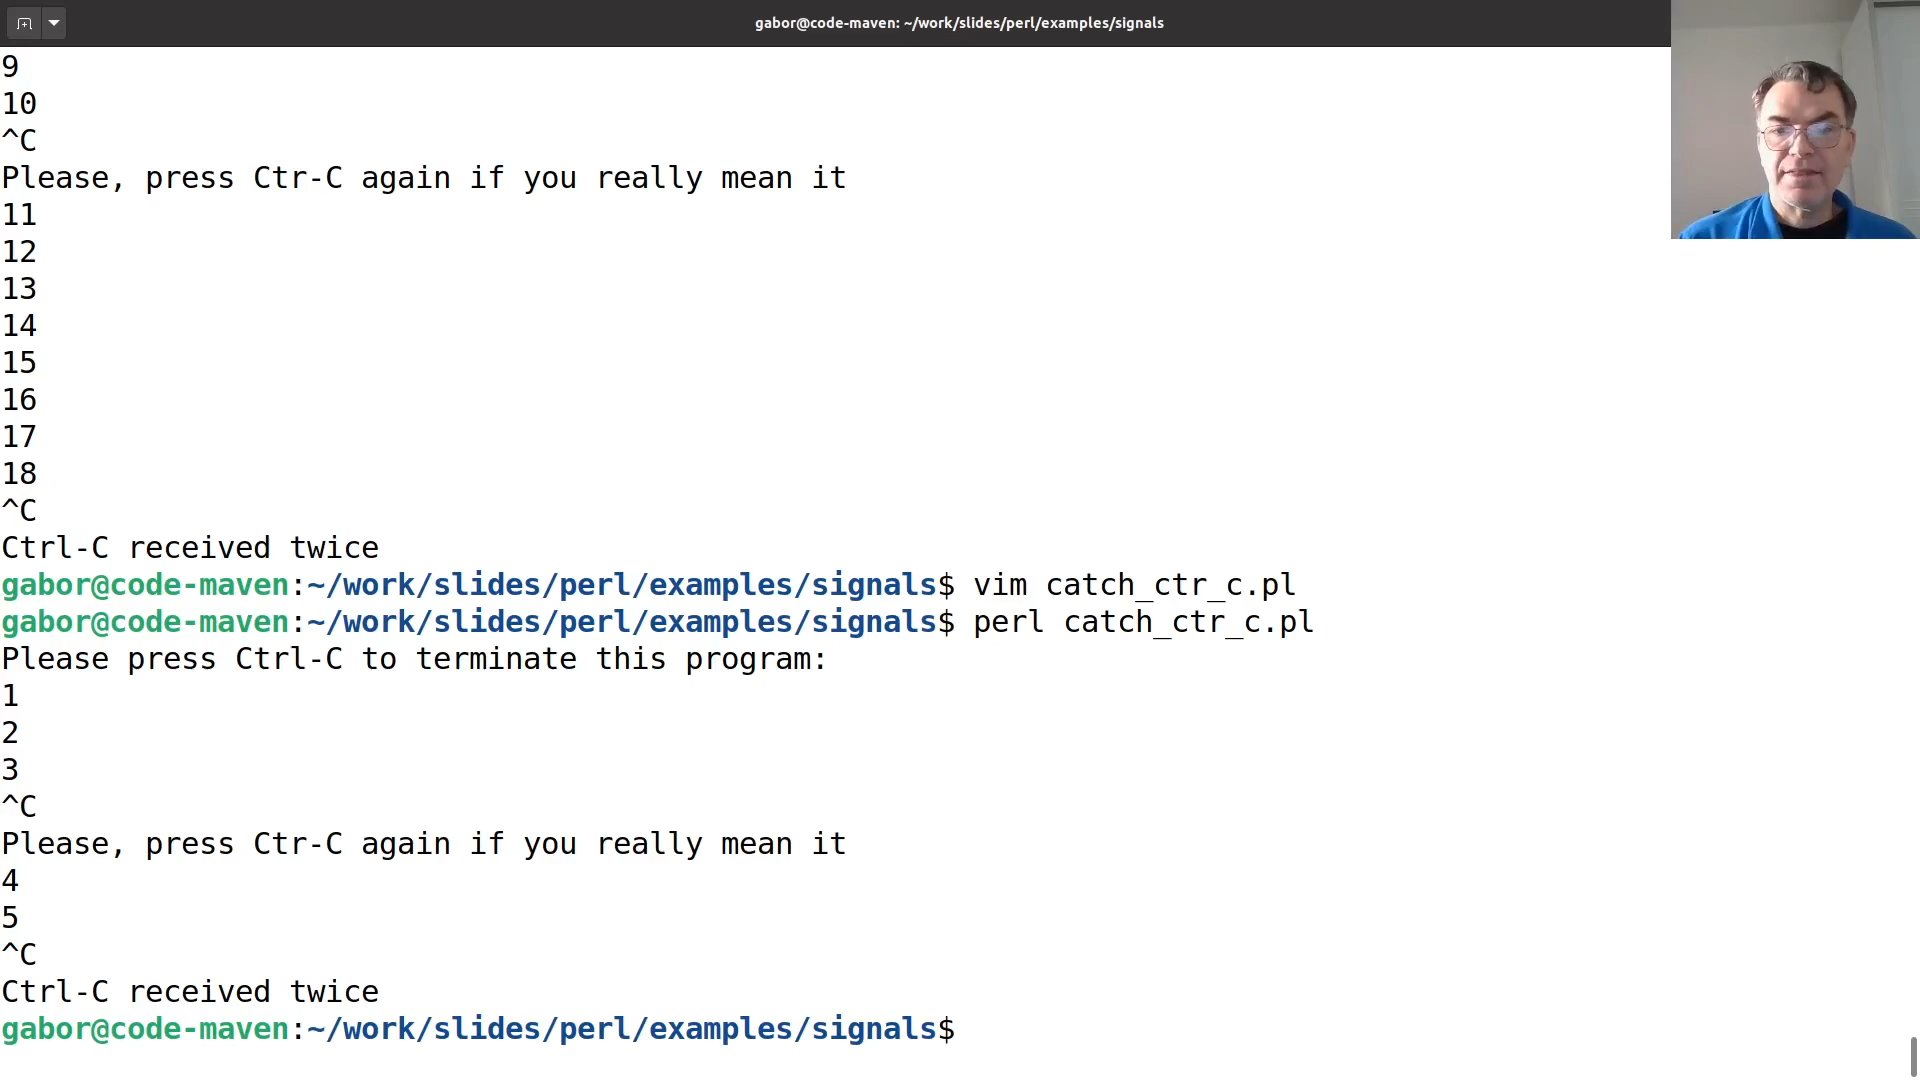 gabor@code-maven: ~/work/slides/perl/examples/signals
9
10
^C
Please, press Ctr-C again if you really mean it
11
12
13
14
15
16
17
18
^C
Ctrl-C received twice
gabor@code-maven:~/work/slides/perl/examples/signals$ vim catch_ctr_c.pl
gabor@code-maven:~/work/slides/perl/examples/signals$ perl catch_ctr_c.pl
Please press Ctrl-C to terminate this program:
1
2
3
^C
Please, press Ctr-C again if you really mean it
4
5
^C
Ctrl-C received twice
gabor@code-maven:~/work/slides/perl/examples/signals$